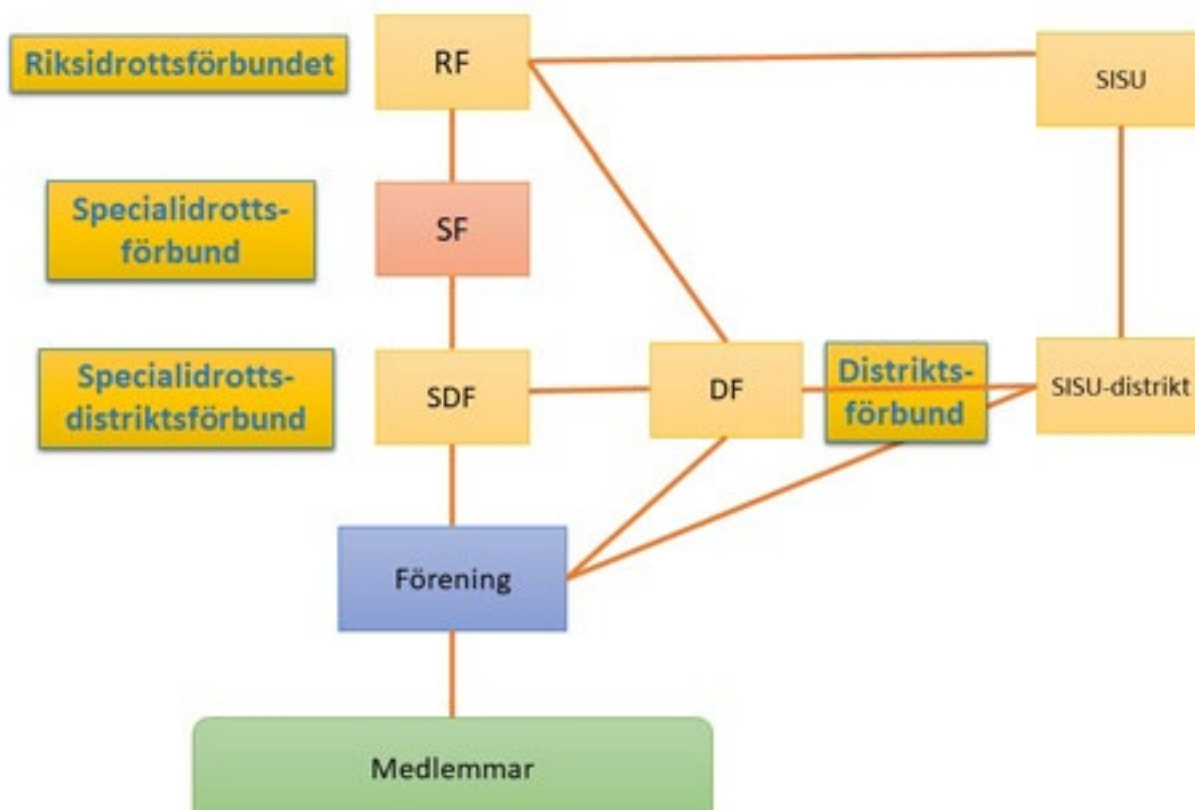 Riksidrottsförbundet
RF
SISU
Specialidrotts-
förbund
SF
Specialidrotts-
distriktsförbund
SDF
DF
Distrikts-
förbund
SISU-distrikt
Förening
Medlemmar